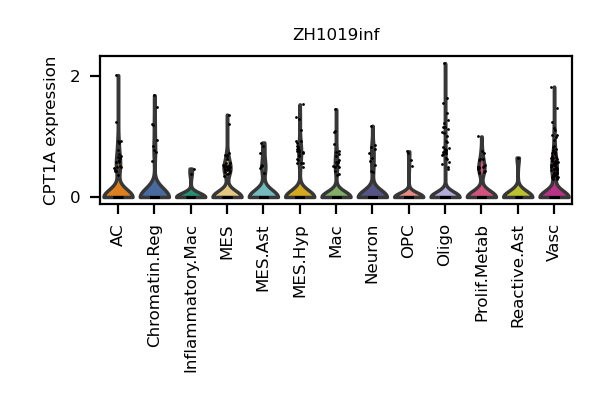 ZH1019inf
CPT1A expression
2
0
AC
Chromatin.Reg
Inflammatory.Mac
MES
MES.Ast
MES.Hyp
Mac
Neuron
OPC
Oligo
Prolif.Metab
Reactive.Ast
Vasc